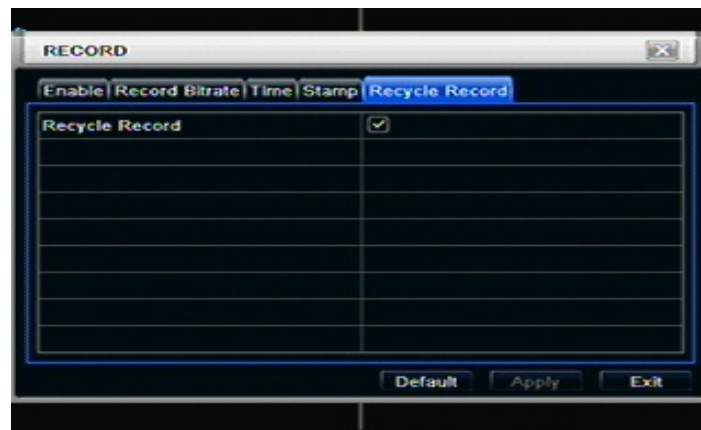 RECORD
Enable Record Bitrate Time Stamp Recycle Record
Recycle Record
Default Apply Exit